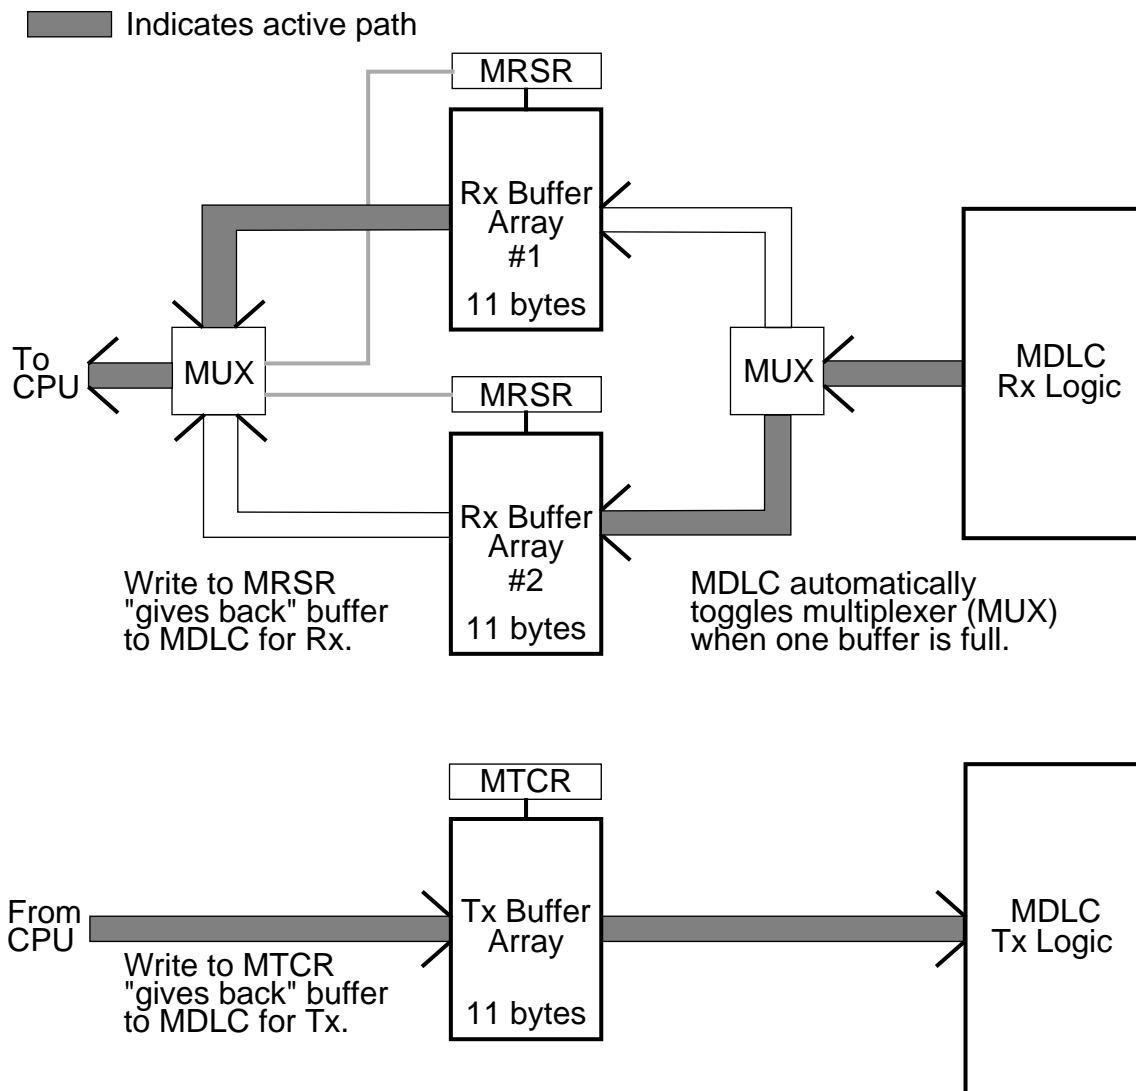 Indicates active path
MRSR
Rx Buffer
Array
#1
11 bytes
To
CPU
MUX
MUX
MDLC
Rx Logic
MRSR
Rx Buffer
Array
#2
11 bytes
Write to MRSR
"gives back" buffer
to MDLC for Rx.
MDLC automatically
toggles multiplexer (MUX)
when one buffer is full.
MTCR
Tx Buffer
Array
11 bytes
From
CPU
MDLC
Tx Logic
Write to MTCR
"gives back" buffer
to MDLC for Tx.